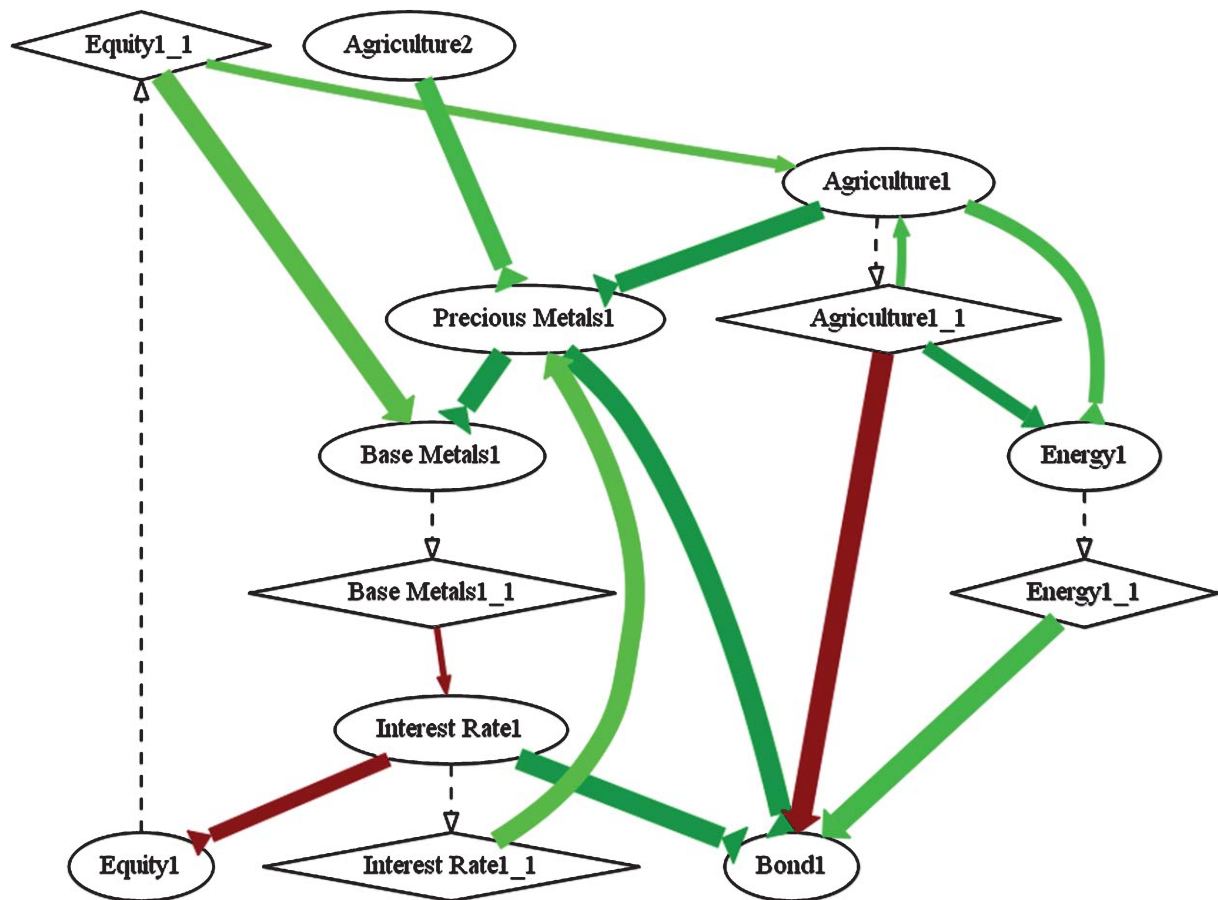 Equity1_1
Agriculture2
Agriculture1
Precious Metals1
Agriculture1_1
Base Metals1
Energy1
Base Metals1_1
Energy1_1
Interest Rate1
Equity1
Interest Rate1_1
Bond1